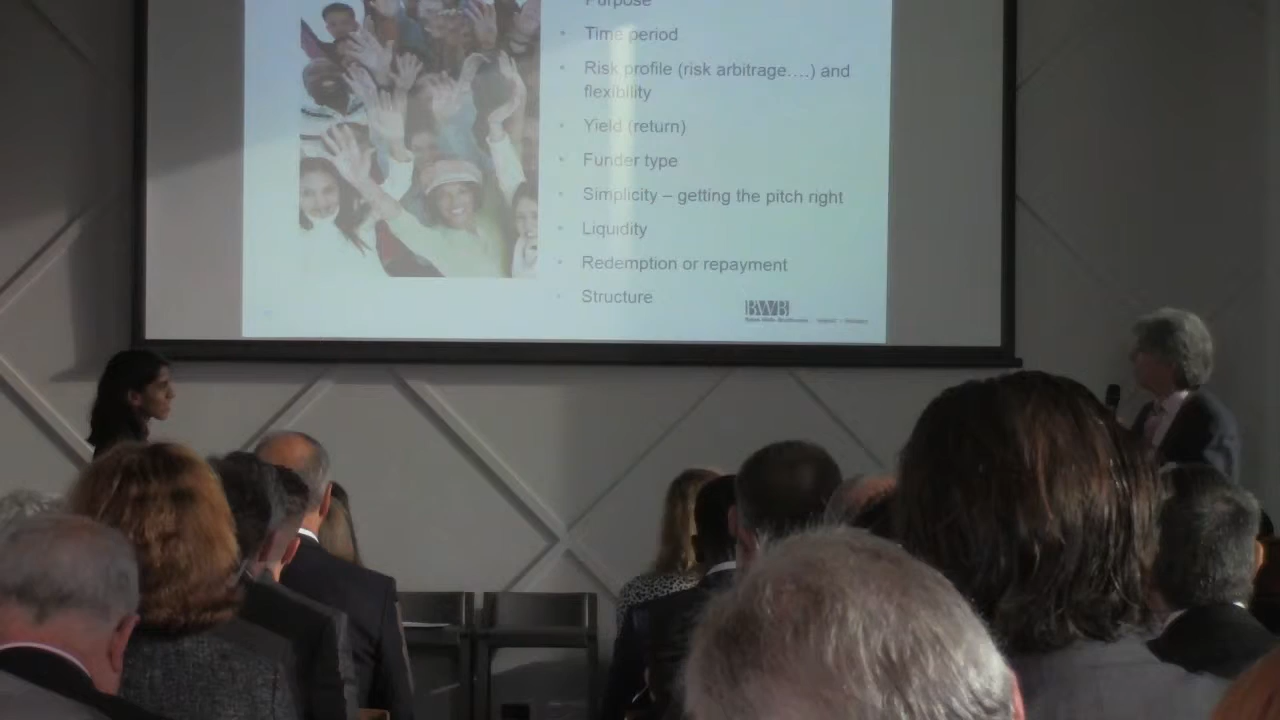 Purpose
• Time period
• Risk profile (risk arbitrage….) and
flexibility
• Yield (return)
• Funder type
• Simplicity – getting the pitch right
• Liquidity
• Redemption or repayment
• Structure
BWB